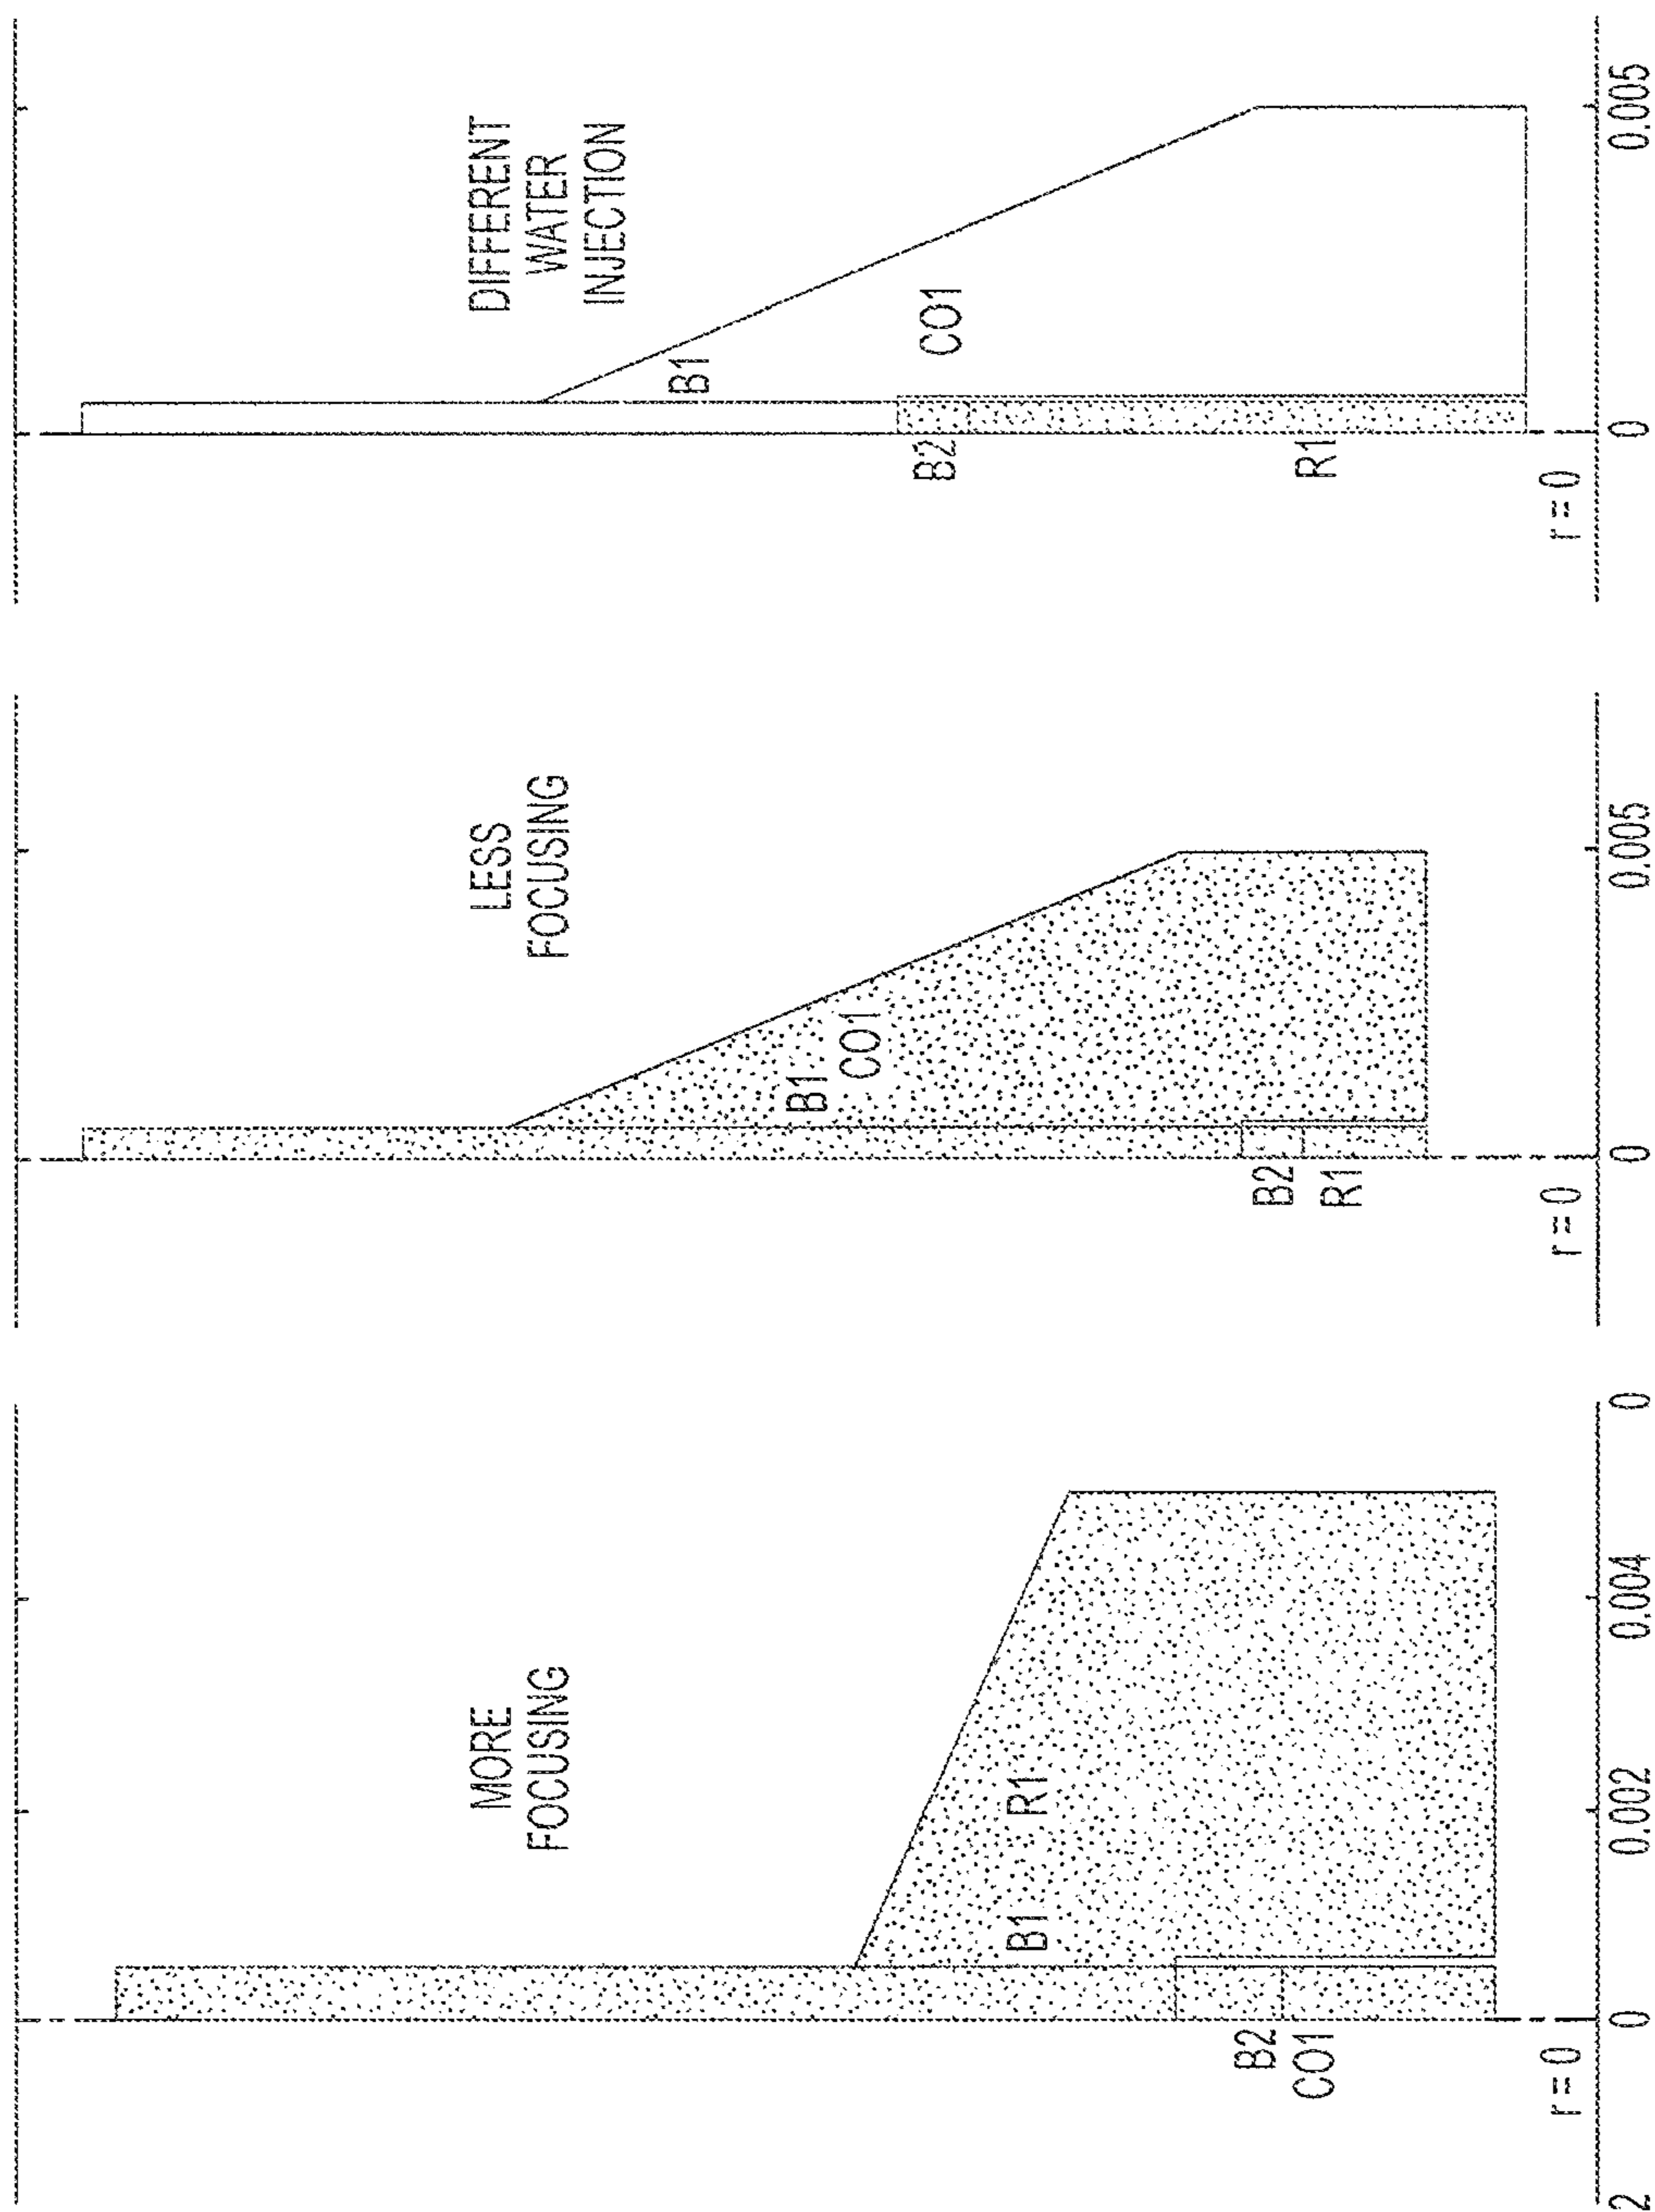 MORE
FOCUSING
B1 R1
B2
CO1
r = 0
2 0 0.002 0.004 0
LESS
FOCUSING
B1
CO1
B2
R1
r = 0
0 0.005
DIFFERENT
WATER
INJECTION
B1
B2 CO1
R1
r = 0
0 0.005